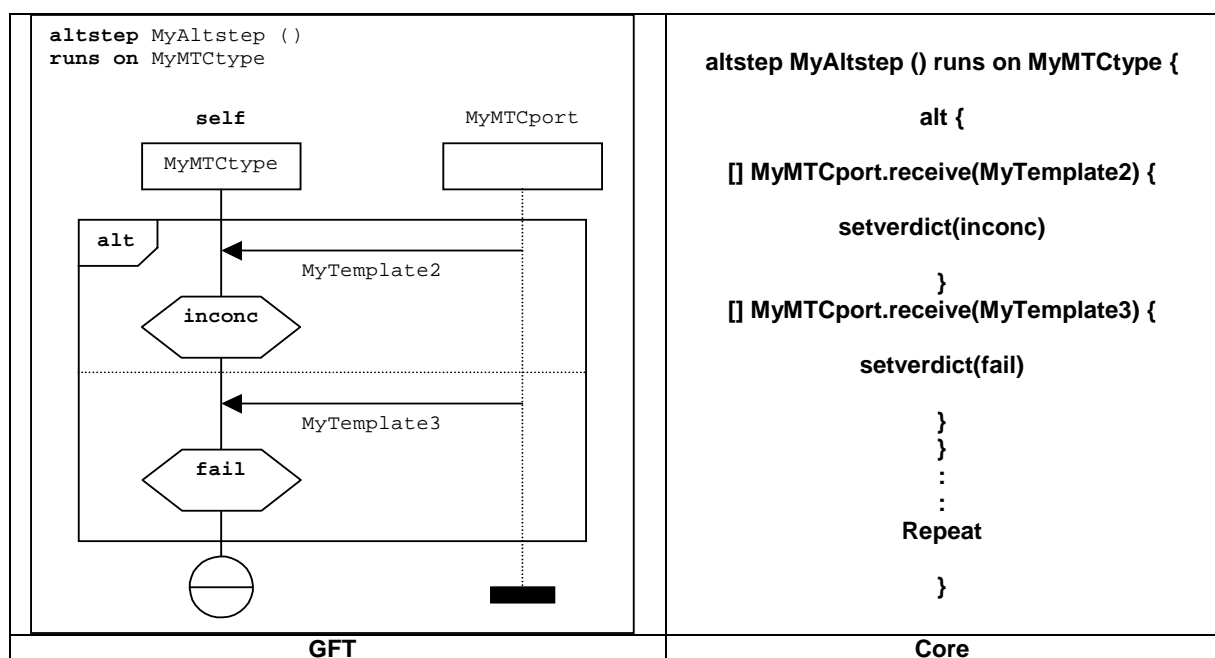 altstep MyAltstep ()
runs on MyMTCtype
self
MyMTCport
MyMTCtype
alt
MyTemplate2
inconc
MyTemplate3
fail
altstep MyAltstep () runs on MyMTCtype {
alt {
[] MyMTCport.receive(MyTemplate2) {
setverdict(inconc)
}
[] MyMTCport.receive(MyTemplate3) {
setverdict(fail)
}
}
:
:
Repeat
}
GFT
Core